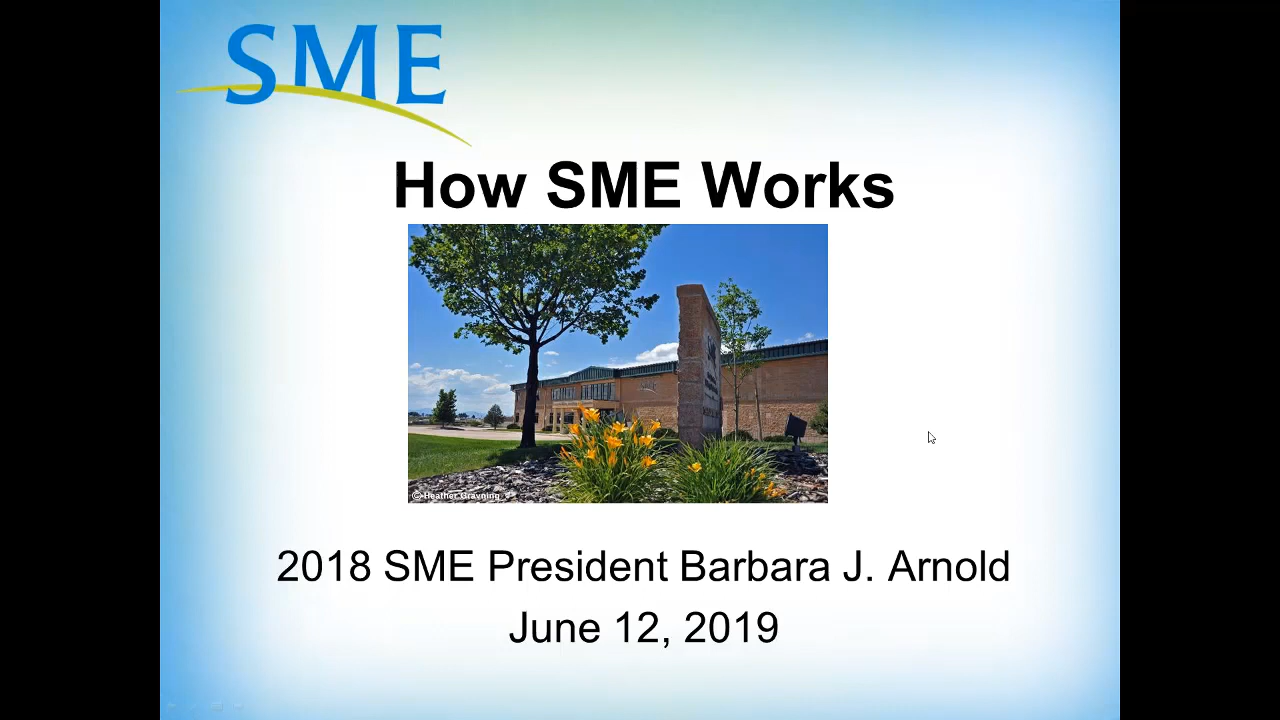 SME
How SME Works
© Heather Gravning
2018 SME President Barbara J. Arnold
June 12, 2019